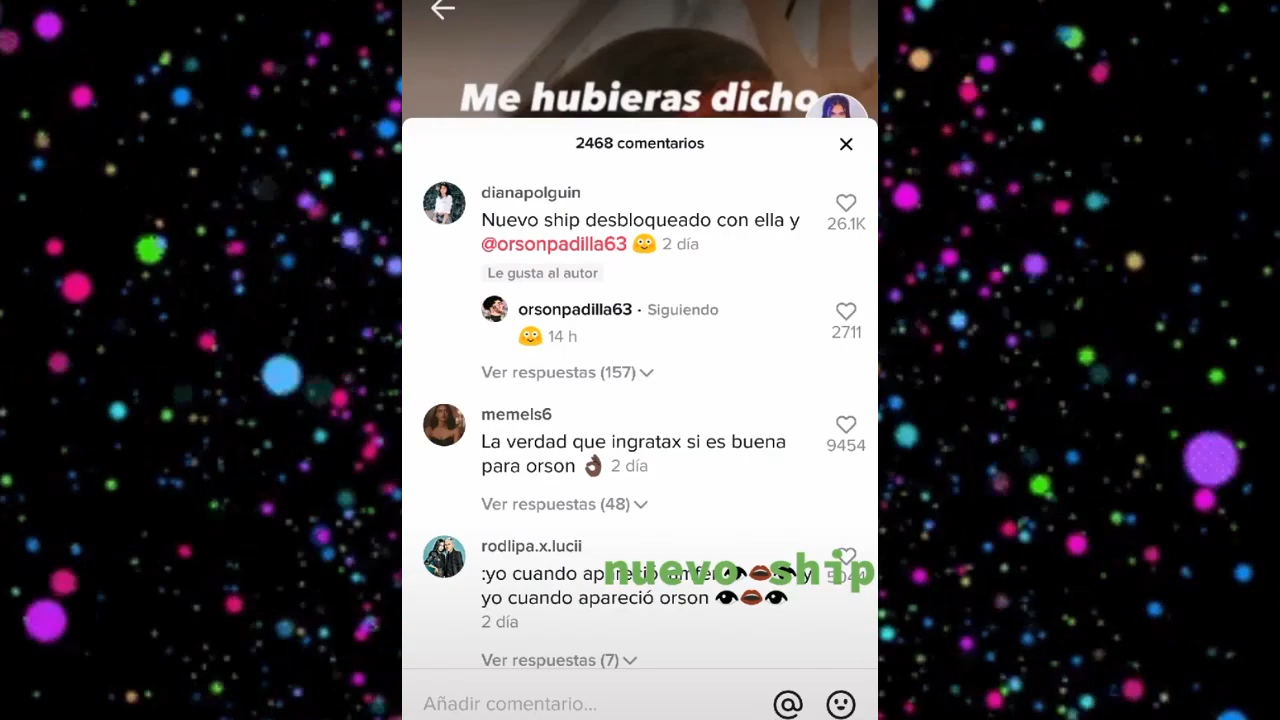 Me hubieras dicho
2468 comentarios
dianapolguin
Nuevo ship desbloqueado con ella y
26.1K
@orsonpadilla63 2 día
Le gusta al autor
orsonpadilla63 · Siguiendo
14 h
2711
Ver respuestas (157)
memels6
La verdad que ingratax si es buena
9454
para orson 👌🏿 2 día
Ver respuestas (48)
rodlipa.x.lucii
nuevo ship
:yo cuando 👁👄👁 y
yo cuando apareció orson 👁👄👁
2 día
Ver respuestas (7)
Añadir comentario...